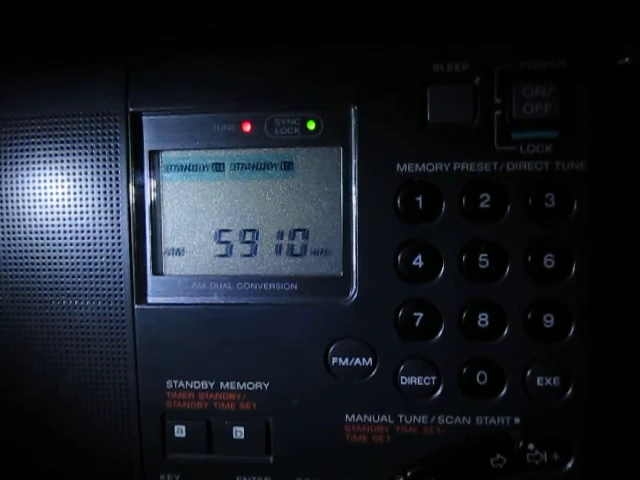 SLEEP
POWER
ON/
OFF
LOCK
TUNE
SYNC
LOCK
STANDBY a STANDBY b
AM 5910 kHz
AM DUAL CONVERSION
MEMORY PRESET/DIRECT TUNE
1 2 3
4 5 6
7 8 9
FM/AM
DIRECT 0 EXE
STANDBY MEMORY
TIMER STANDBY/
STANDBY TIME SET
a b
MANUAL TUNE/SCAN START
STANDBY TIME SET/
TIME SET
KEY
ENTER